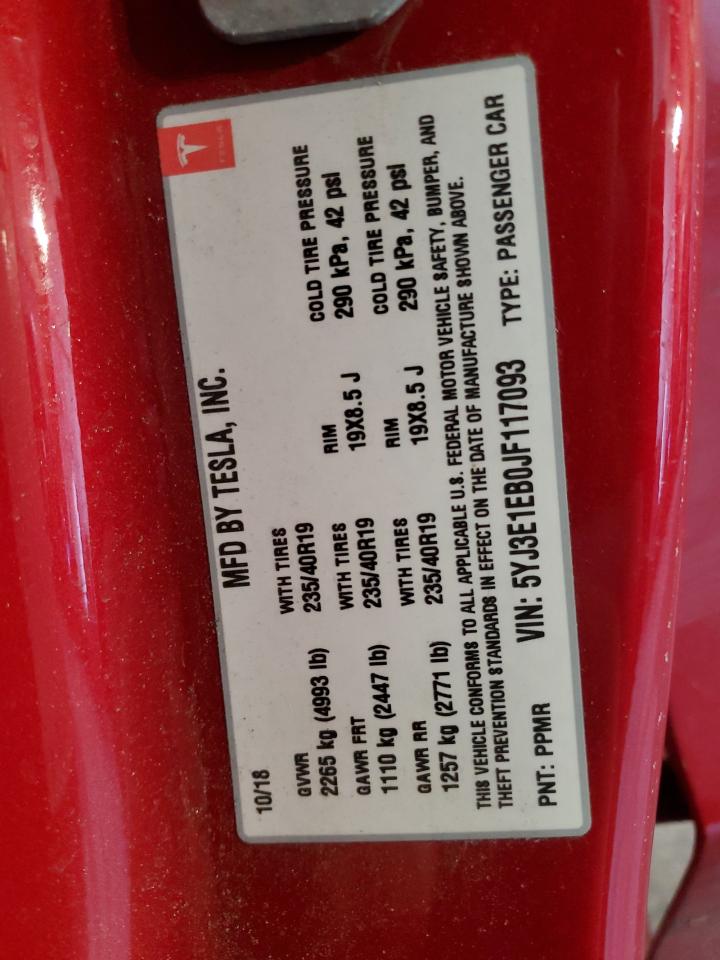 TESLA
MFD BY TESLA, INC.
10/18
GVWR WITH TIRES RIM COLD TIRE PRESSURE
2265 kg (4993 lb) 235/40R19 19X8.5 J 290 kPa, 42 psI
GAWR FRT WITH TIRES RIM COLD TIRE PRESSURE
1110 kg (2447 lb) 235/40R19 19X8.5 J 290 kPa, 42 psI
GAWR RR WITH TIRES
1257 kg (2771 lb) 235/40R19
THIS VEHICLE CONFORMS TO ALL APPLICABLE U.S. FEDERAL MOTOR VEHICLE SAFETY, BUMPER, AND
THEFT PREVENTION STANDARDS IN EFFECT ON THE DATE OF MANUFACTURE SHOWN ABOVE.
PNT: PPMR VIN: 5YJ3E1EB0JF117093 TYPE: PASSENGER CAR